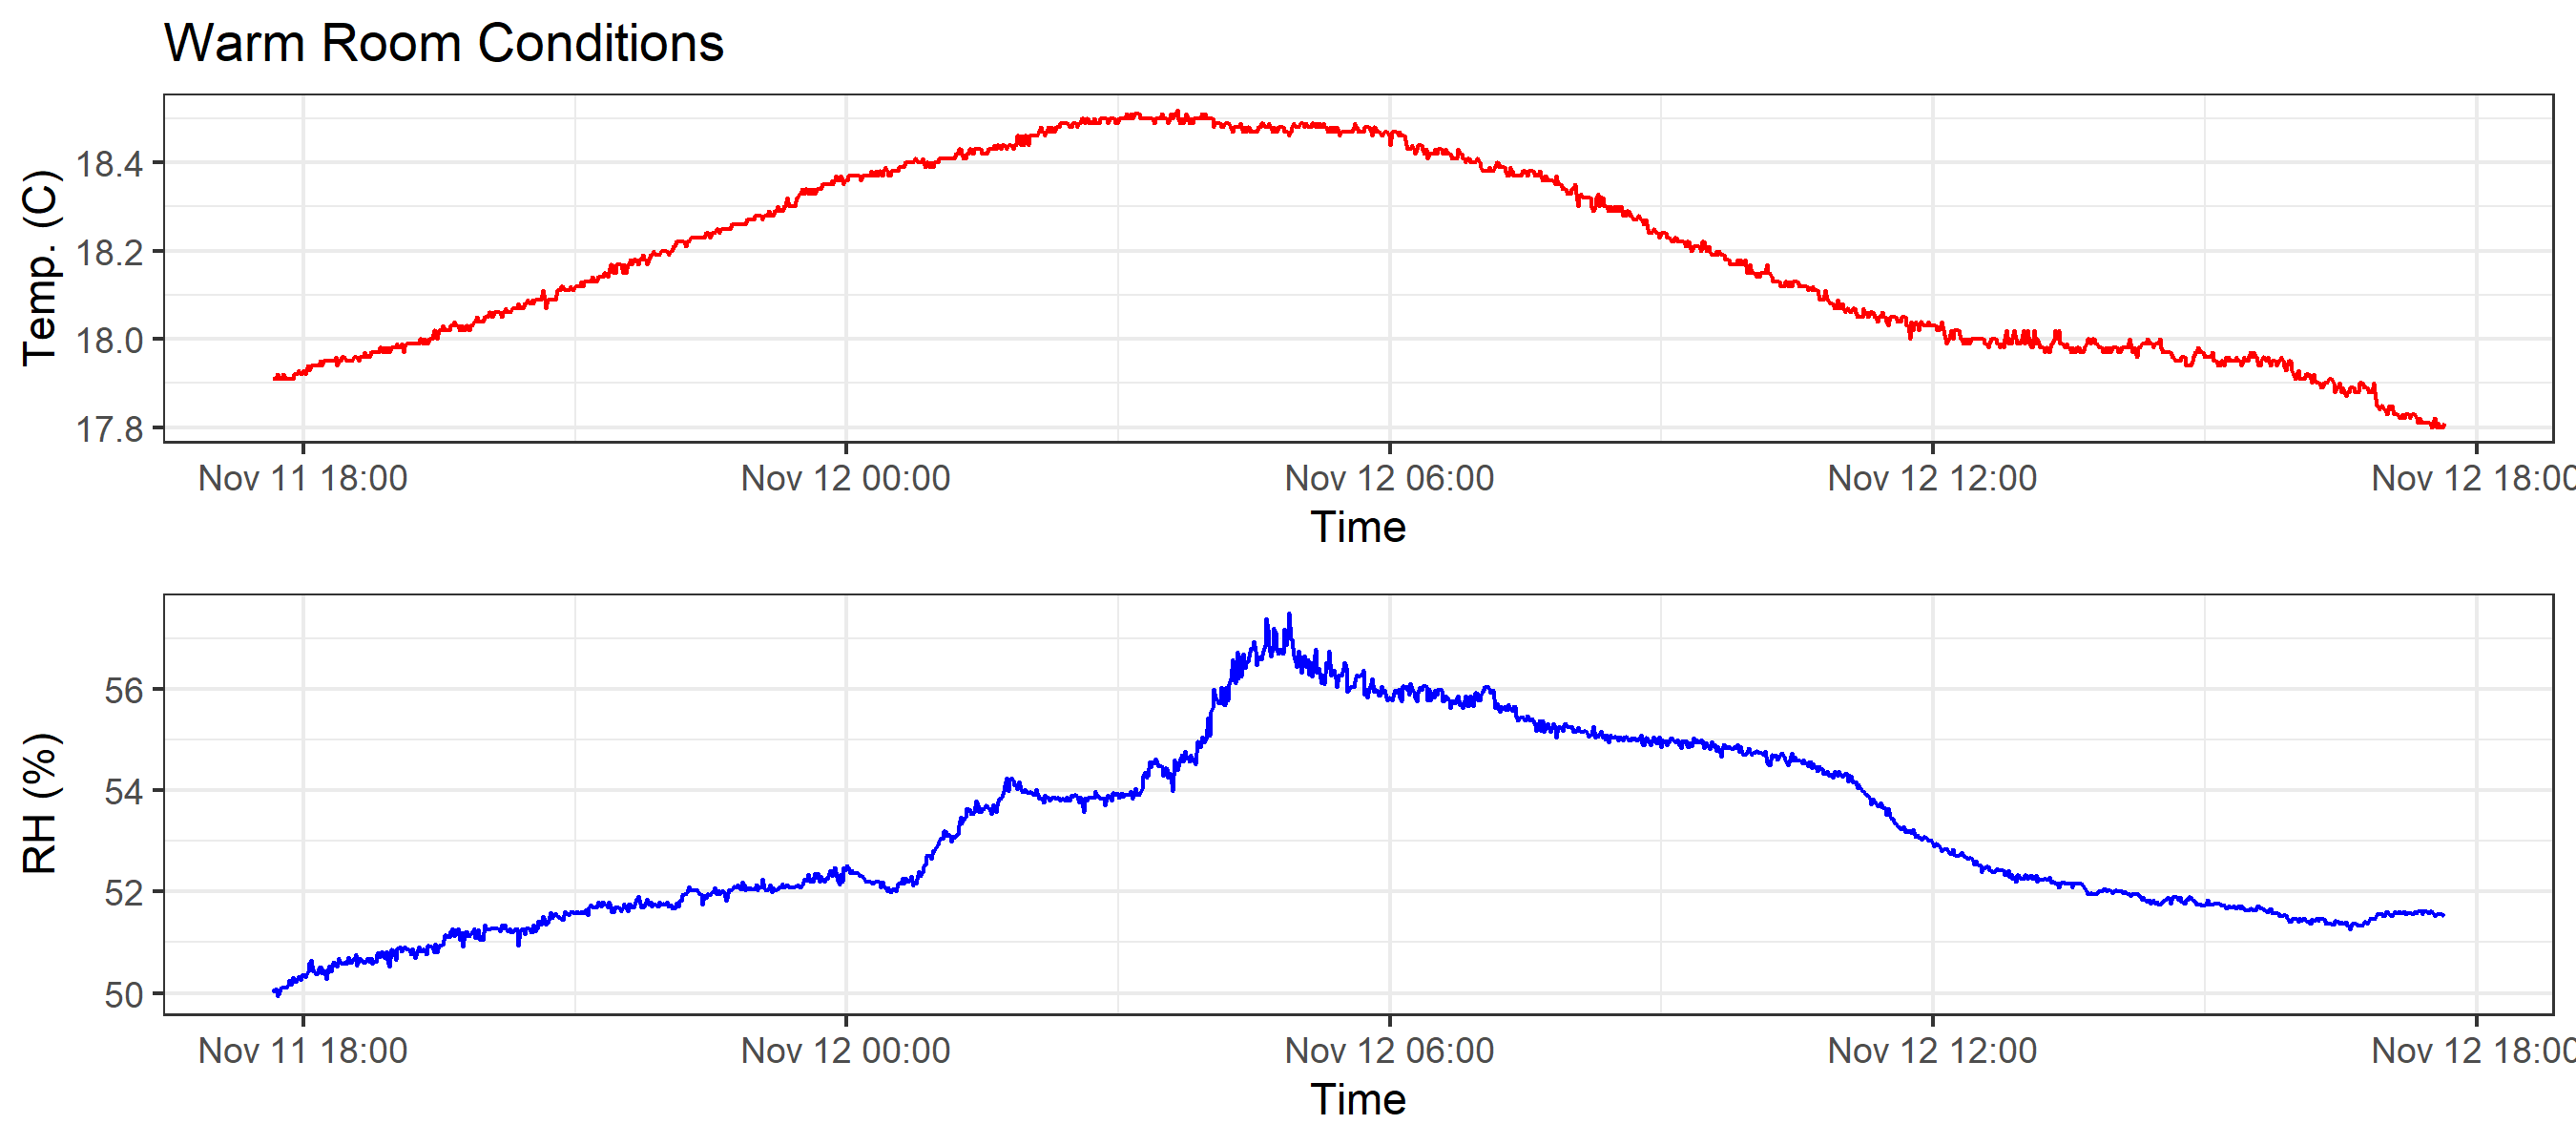 Warm Room Conditions
Temp. (C)
18.4
18.2
18.0
17.8
Nov 11 18:00 Nov 12 00:00 Nov 12 06:00 Nov 12 12:00 Nov 12 18:00
Time
RH (%)
56
54
52
50
Nov 11 18:00 Nov 12 00:00 Nov 12 06:00 Nov 12 12:00 Nov 12 18:00
Time